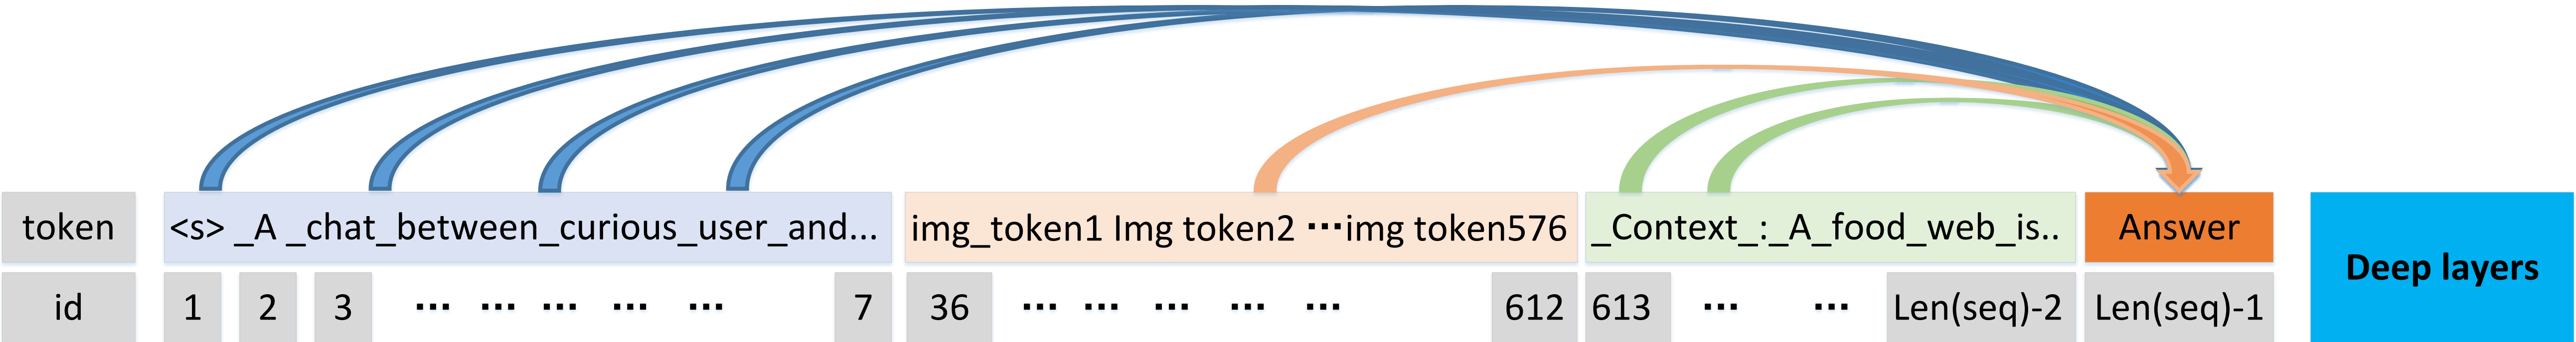 token <s> _A _chat_between_curious_user_and... img_token1 Img token2 ···img token576 _Context_:_A_food_web_is.. Answer
Deep layers
id 1 2 3 ... ... ... ... ... 7 36 ... ... ... ... ... 612 613 ... ... Len(seq)-2 Len(seq)-1